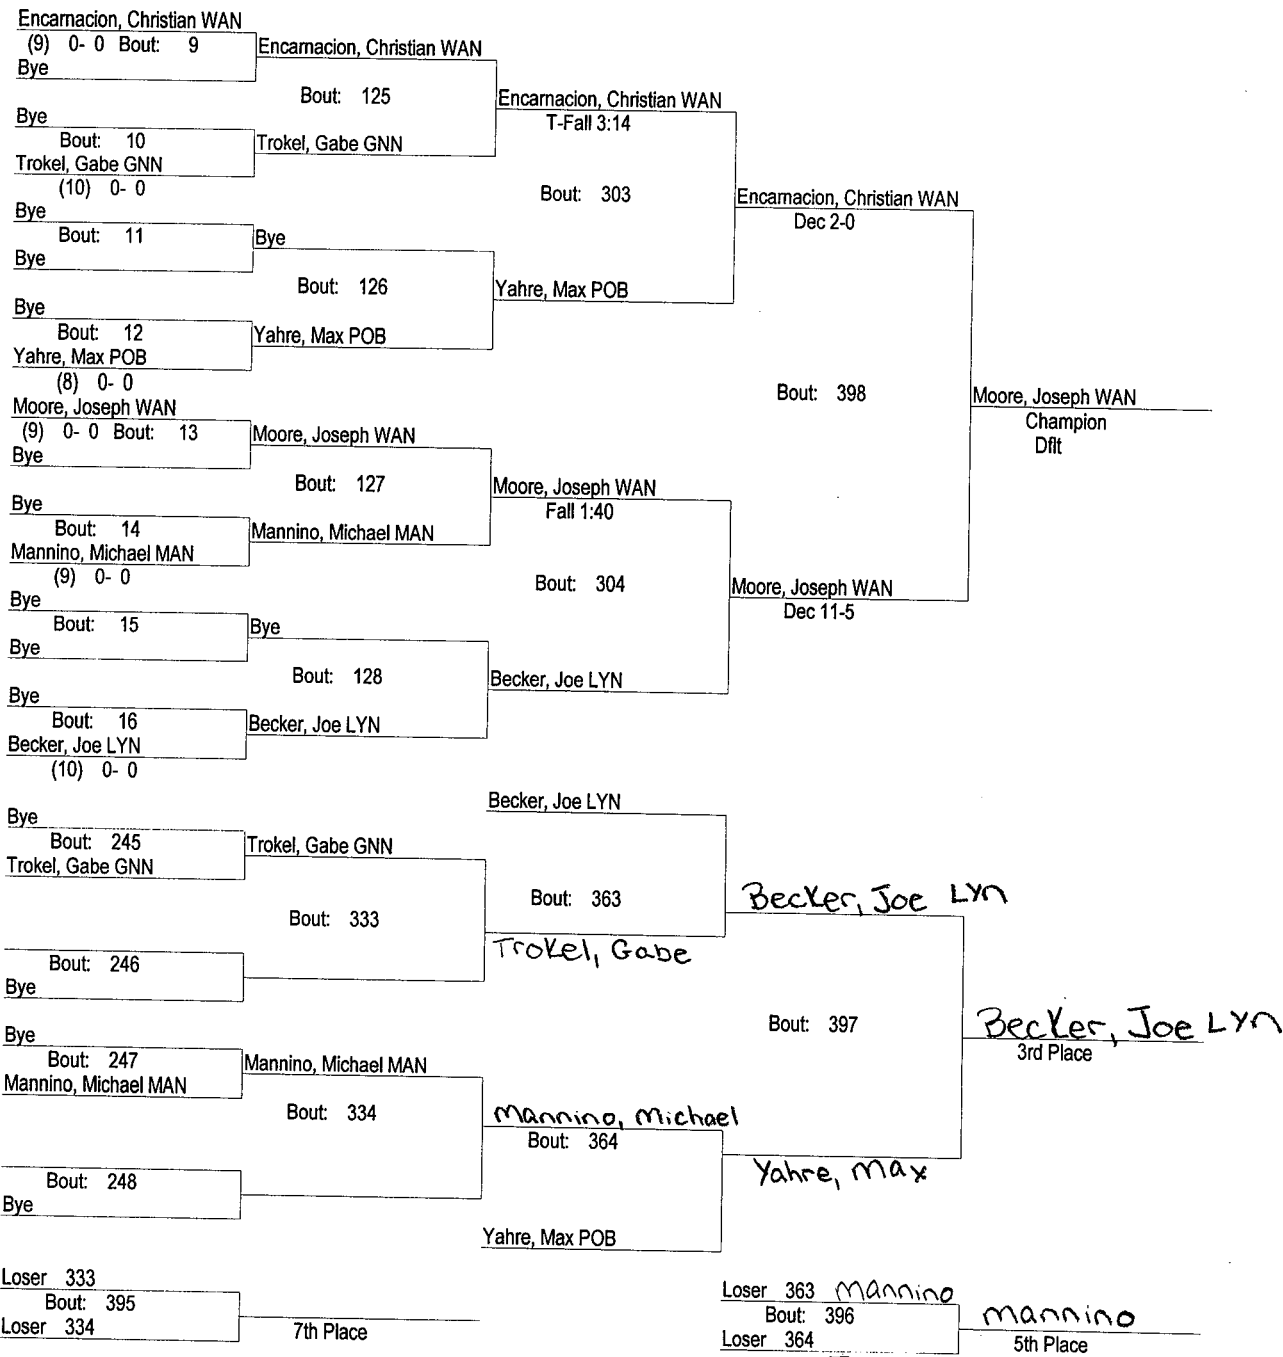 Encarnacion, Christian WAN
(9) 0- 0 Bout: 9
Bye
Encarnacion, Christian WAN
Bout: 125
Bye
Bout: 10
Trokel, Gabe GNN
(10) 0- 0
Trokel, Gabe GNN
Encarnacion, Christian WAN
T-Fall 3:14
Bout: 303
Bye
Bout: 11
Bye
Bye
Bout: 126
Bye
Bout: 12
Yahre, Max POB
(8) 0- 0
Yahre, Max POB
Yahre, Max POB
Encarnacion, Christian WAN
Dec 2-0
Bout: 398
Moore, Joseph WAN
Champion
Dflt
Moore, Joseph WAN
(9) 0- 0 Bout: 13
Bye
Moore, Joseph WAN
Bout: 127
Bye
Bout: 14
Mannino, Michael MAN
(9) 0- 0
Mannino, Michael MAN
Moore, Joseph WAN
Fall 1:40
Bout: 304
Moore, Joseph WAN
Dec 11-5
Bye
Bout: 15
Bye
Bye
Bout: 128
Bye
Bout: 16
Becker, Joe LYN
(10) 0- 0
Becker, Joe LYN
Becker, Joe LYN
Becker, Joe LYN
Bye
Bout: 245
Trokel, Gabe GNN
Trokel, Gabe GNN
Bout: 333
Bout: 246
Bye
Bout: 363
Trokel, Gabe
Becker, Joe LYN
Bout: 397
Becker, Joe LYN
3rd Place
Bye
Bout: 247
Mannino, Michael MAN
Mannino, Michael MAN
Bout: 334
Bout: 248
Bye
Mannino, Michael
Bout: 364
Yahre, Max POB
Yahre, Max
Loser 333
Bout: 395
Loser 334
7th Place
Loser 363 Mannino
Bout: 396
Loser 364
Mannino
5th Place